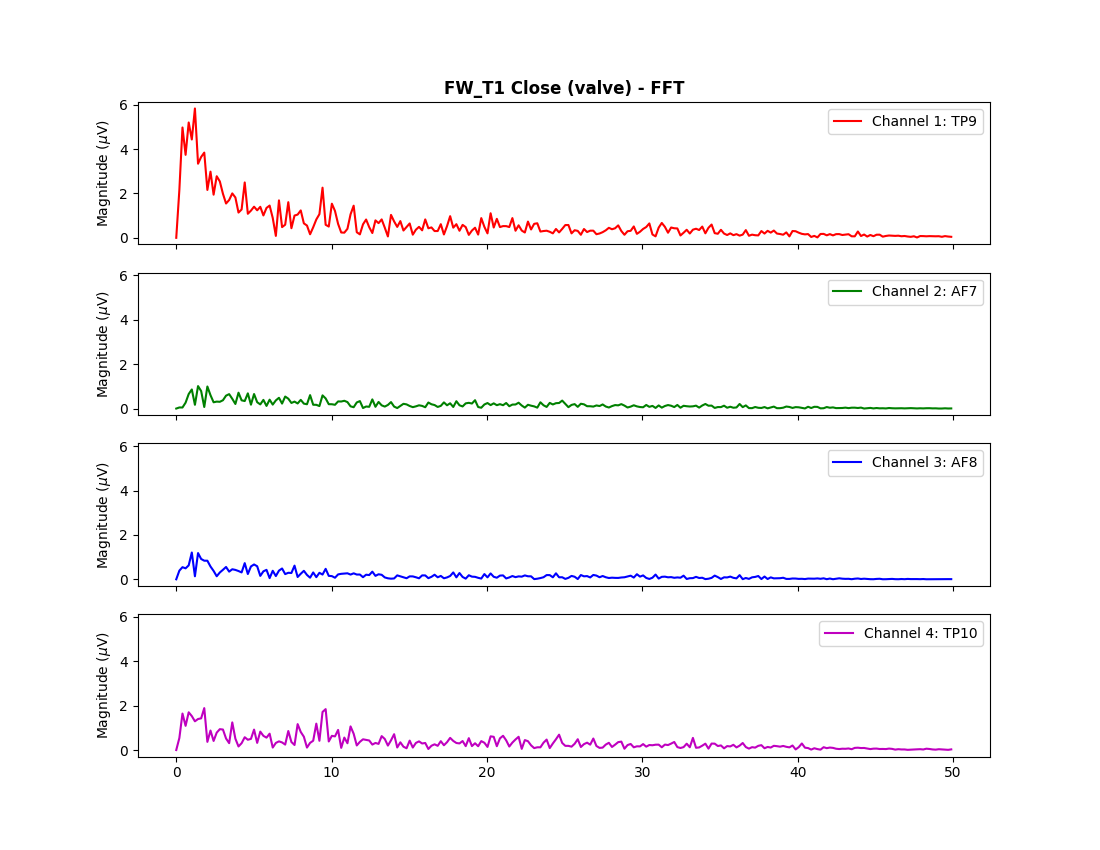 FW_T1 Close (valve) - FFT
6
4
2
0
Magnitude (μV)
Channel 1: TP9
6
4
2
0
Magnitude (μV)
Channel 2: AF7
6
4
2
0
Magnitude (μV)
Channel 3: AF8
6
4
2
0
Magnitude (μV)
Channel 4: TP10
0 10 20 30 40 50